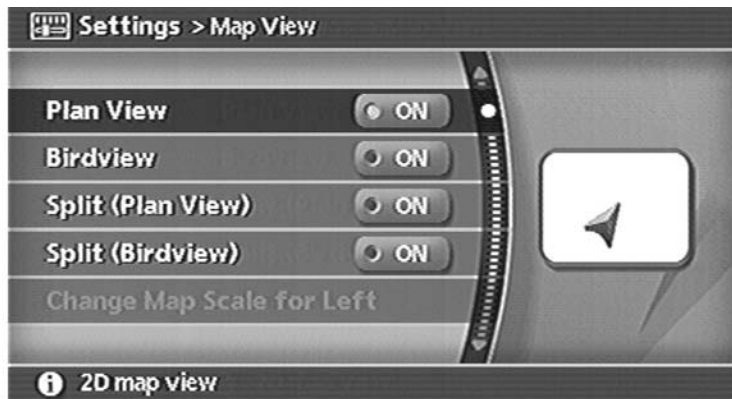 Settings > Map View
Plan View ON
Birdview ON
Split (Plan View) ON
Split (Birdview) ON
Change Map Scale for Left
2D map view